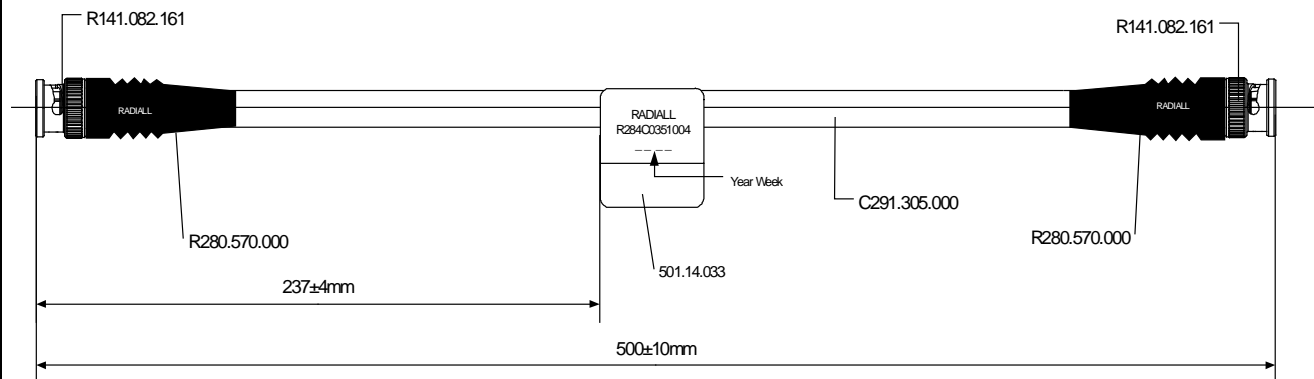 R141.082.161
R141.082.161
RADIALL
RADIALL
R284C0351004
RADIALL
Year Week
C291.305.000
R280.570.000
R280.570.000
501.14.033
237±4mm
500±10mm